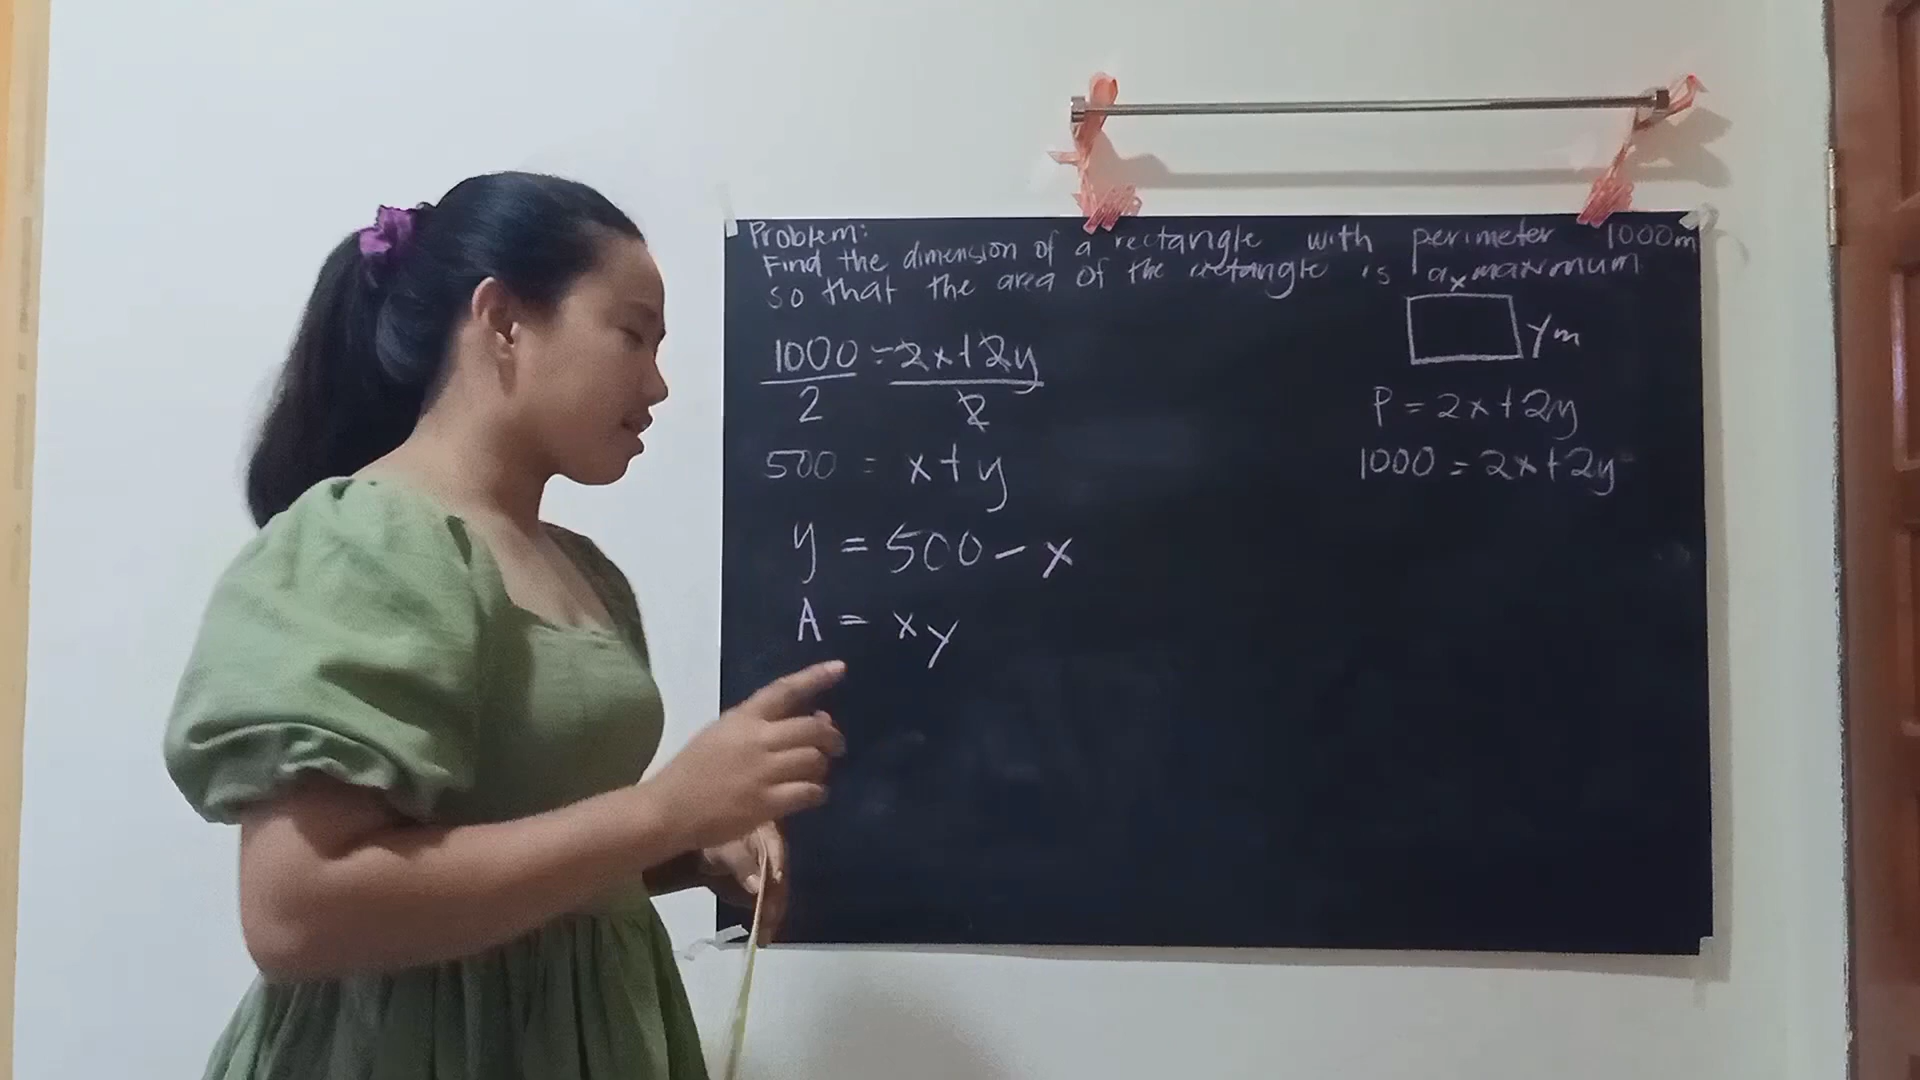 Problem:
Find the dimension of a rectangle with perimeter 1000m
so that the area of the rectangle is a maximum
x
ym
1000 = 2x+2y
2 2
500 = x+y
y = 500 - x
A = xy
P = 2x+2y
1000 = 2x+2y